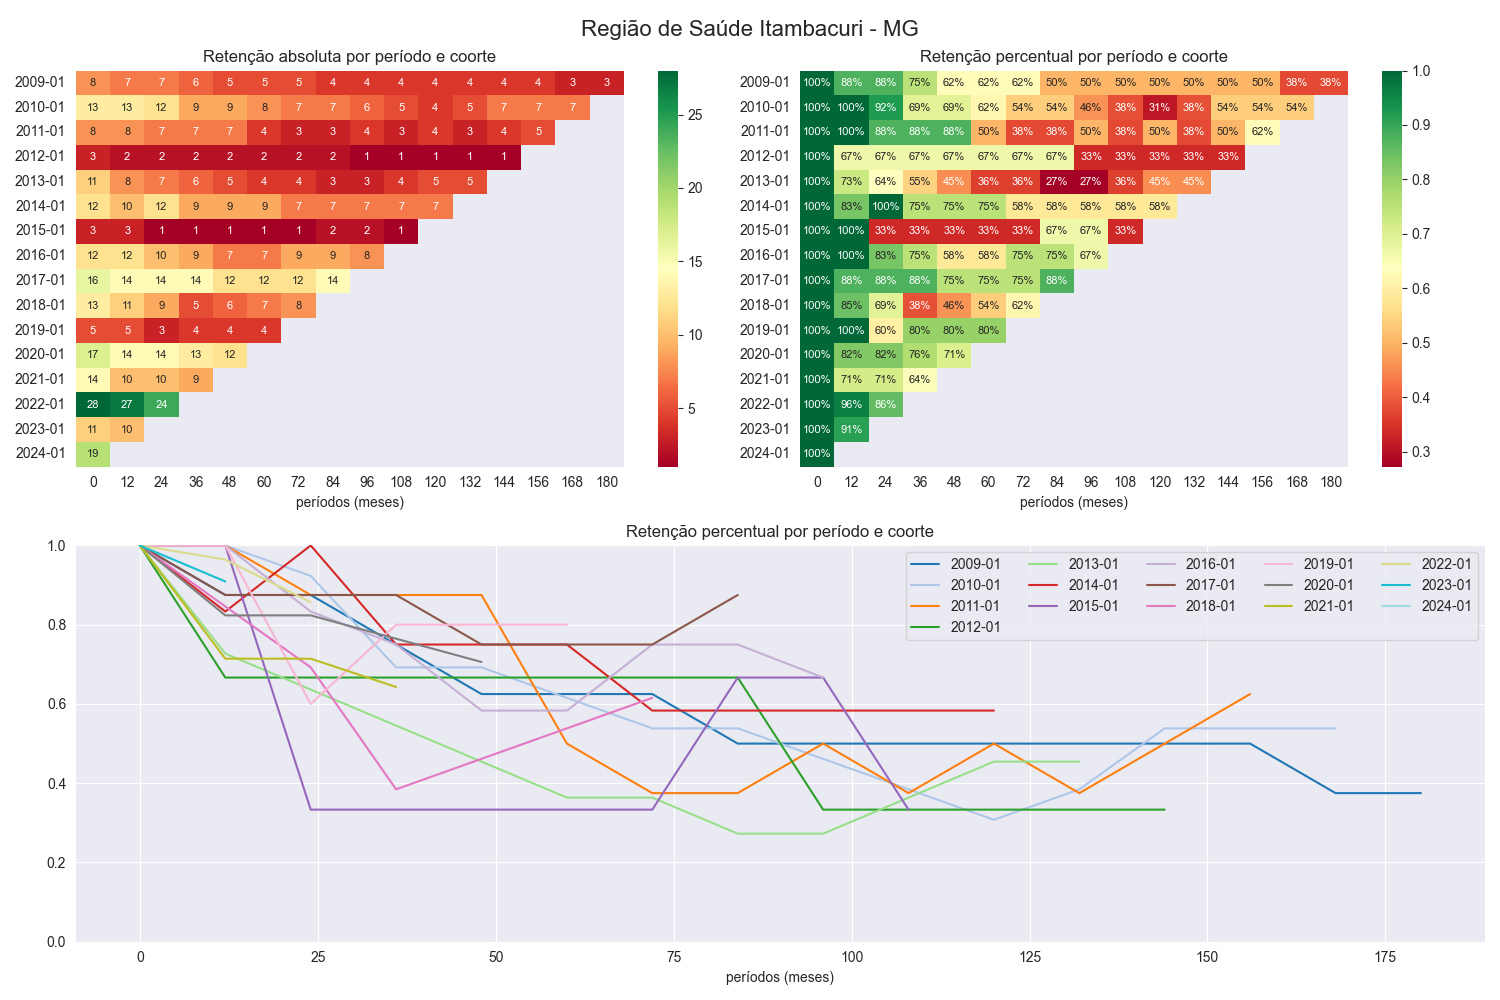 Região de Saúde Itambacuri - MG
Retenção absoluta por período e coorte
2009-01 8 7 7 6 5 5 5 4 4 4 4 4 4 4 3 3
2010-01 13 13 12 9 9 8 7 7 6 5 4 5 7 7 7
2011-01 8 8 7 7 7 4 3 3 4 3 4 3 4 5
2012-01 3 2 2 2 2 2 2 2 1 1 1 1 1
2013-01 11 8 7 6 5 4 4 3 3 4 5 5
2014-01 12 10 12 9 9 9 7 7 7 7 7
2015-01 3 3 1 1 1 1 1 2 2 1
2016-01 12 12 10 9 7 7 9 9 8
2017-01 16 14 14 14 12 12 12 14
2018-01 13 11 9 5 6 7 8
2019-01 5 5 3 4 4 4
2020-01 17 14 14 13 12
2021-01 14 10 10 9
2022-01 28 27 24
2023-01 11 10
2024-01 19
0 12 24 36 48 60 72 84 96 108 120 132 144 156 168 180
períodos (meses)
25
20
15
10
5
Retenção percentual por período e coorte
2009-01 100% 88% 88% 75% 62% 62% 62% 50% 50% 50% 50% 50% 50% 50% 38% 38%
2010-01 100% 100% 92% 69% 69% 62% 54% 54% 46% 38% 31% 38% 54% 54% 54%
2011-01 100% 100% 88% 88% 88% 50% 38% 38% 50% 38% 50% 38% 50% 62%
2012-01 100% 67% 67% 67% 67% 67% 67% 67% 33% 33% 33% 33% 33%
2013-01 100% 73% 64% 55% 45% 36% 36% 27% 27% 36% 45% 45%
2014-01 100% 83% 100% 75% 75% 75% 58% 58% 58% 58% 58%
2015-01 100% 100% 33% 33% 33% 33% 33% 67% 67% 33%
2016-01 100% 100% 83% 75% 58% 58% 75% 75% 67%
2017-01 100% 88% 88% 88% 75% 75% 75% 88%
2018-01 100% 85% 69% 38% 46% 54% 62%
2019-01 100% 100% 60% 80% 80% 80%
2020-01 100% 82% 82% 76% 71%
2021-01 100% 71% 71% 64%
2022-01 100% 96% 86%
2023-01 100% 91%
2024-01 100%
0 12 24 36 48 60 72 84 96 108 120 132 144 156 168 180
períodos (meses)
1.0
0.9
0.8
0.7
0.6
0.5
0.4
0.3
Retenção percentual por período e coorte
1.0
0.8
0.6
0.4
0.2
0.0
2009-01 2013-01 2016-01 2019-01 2022-01
2010-01 2014-01 2017-01 2020-01 2023-01
2011-01 2015-01 2018-01 2021-01 2024-01
2012-01
0 25 50 75 100 125 150 175
períodos (meses)